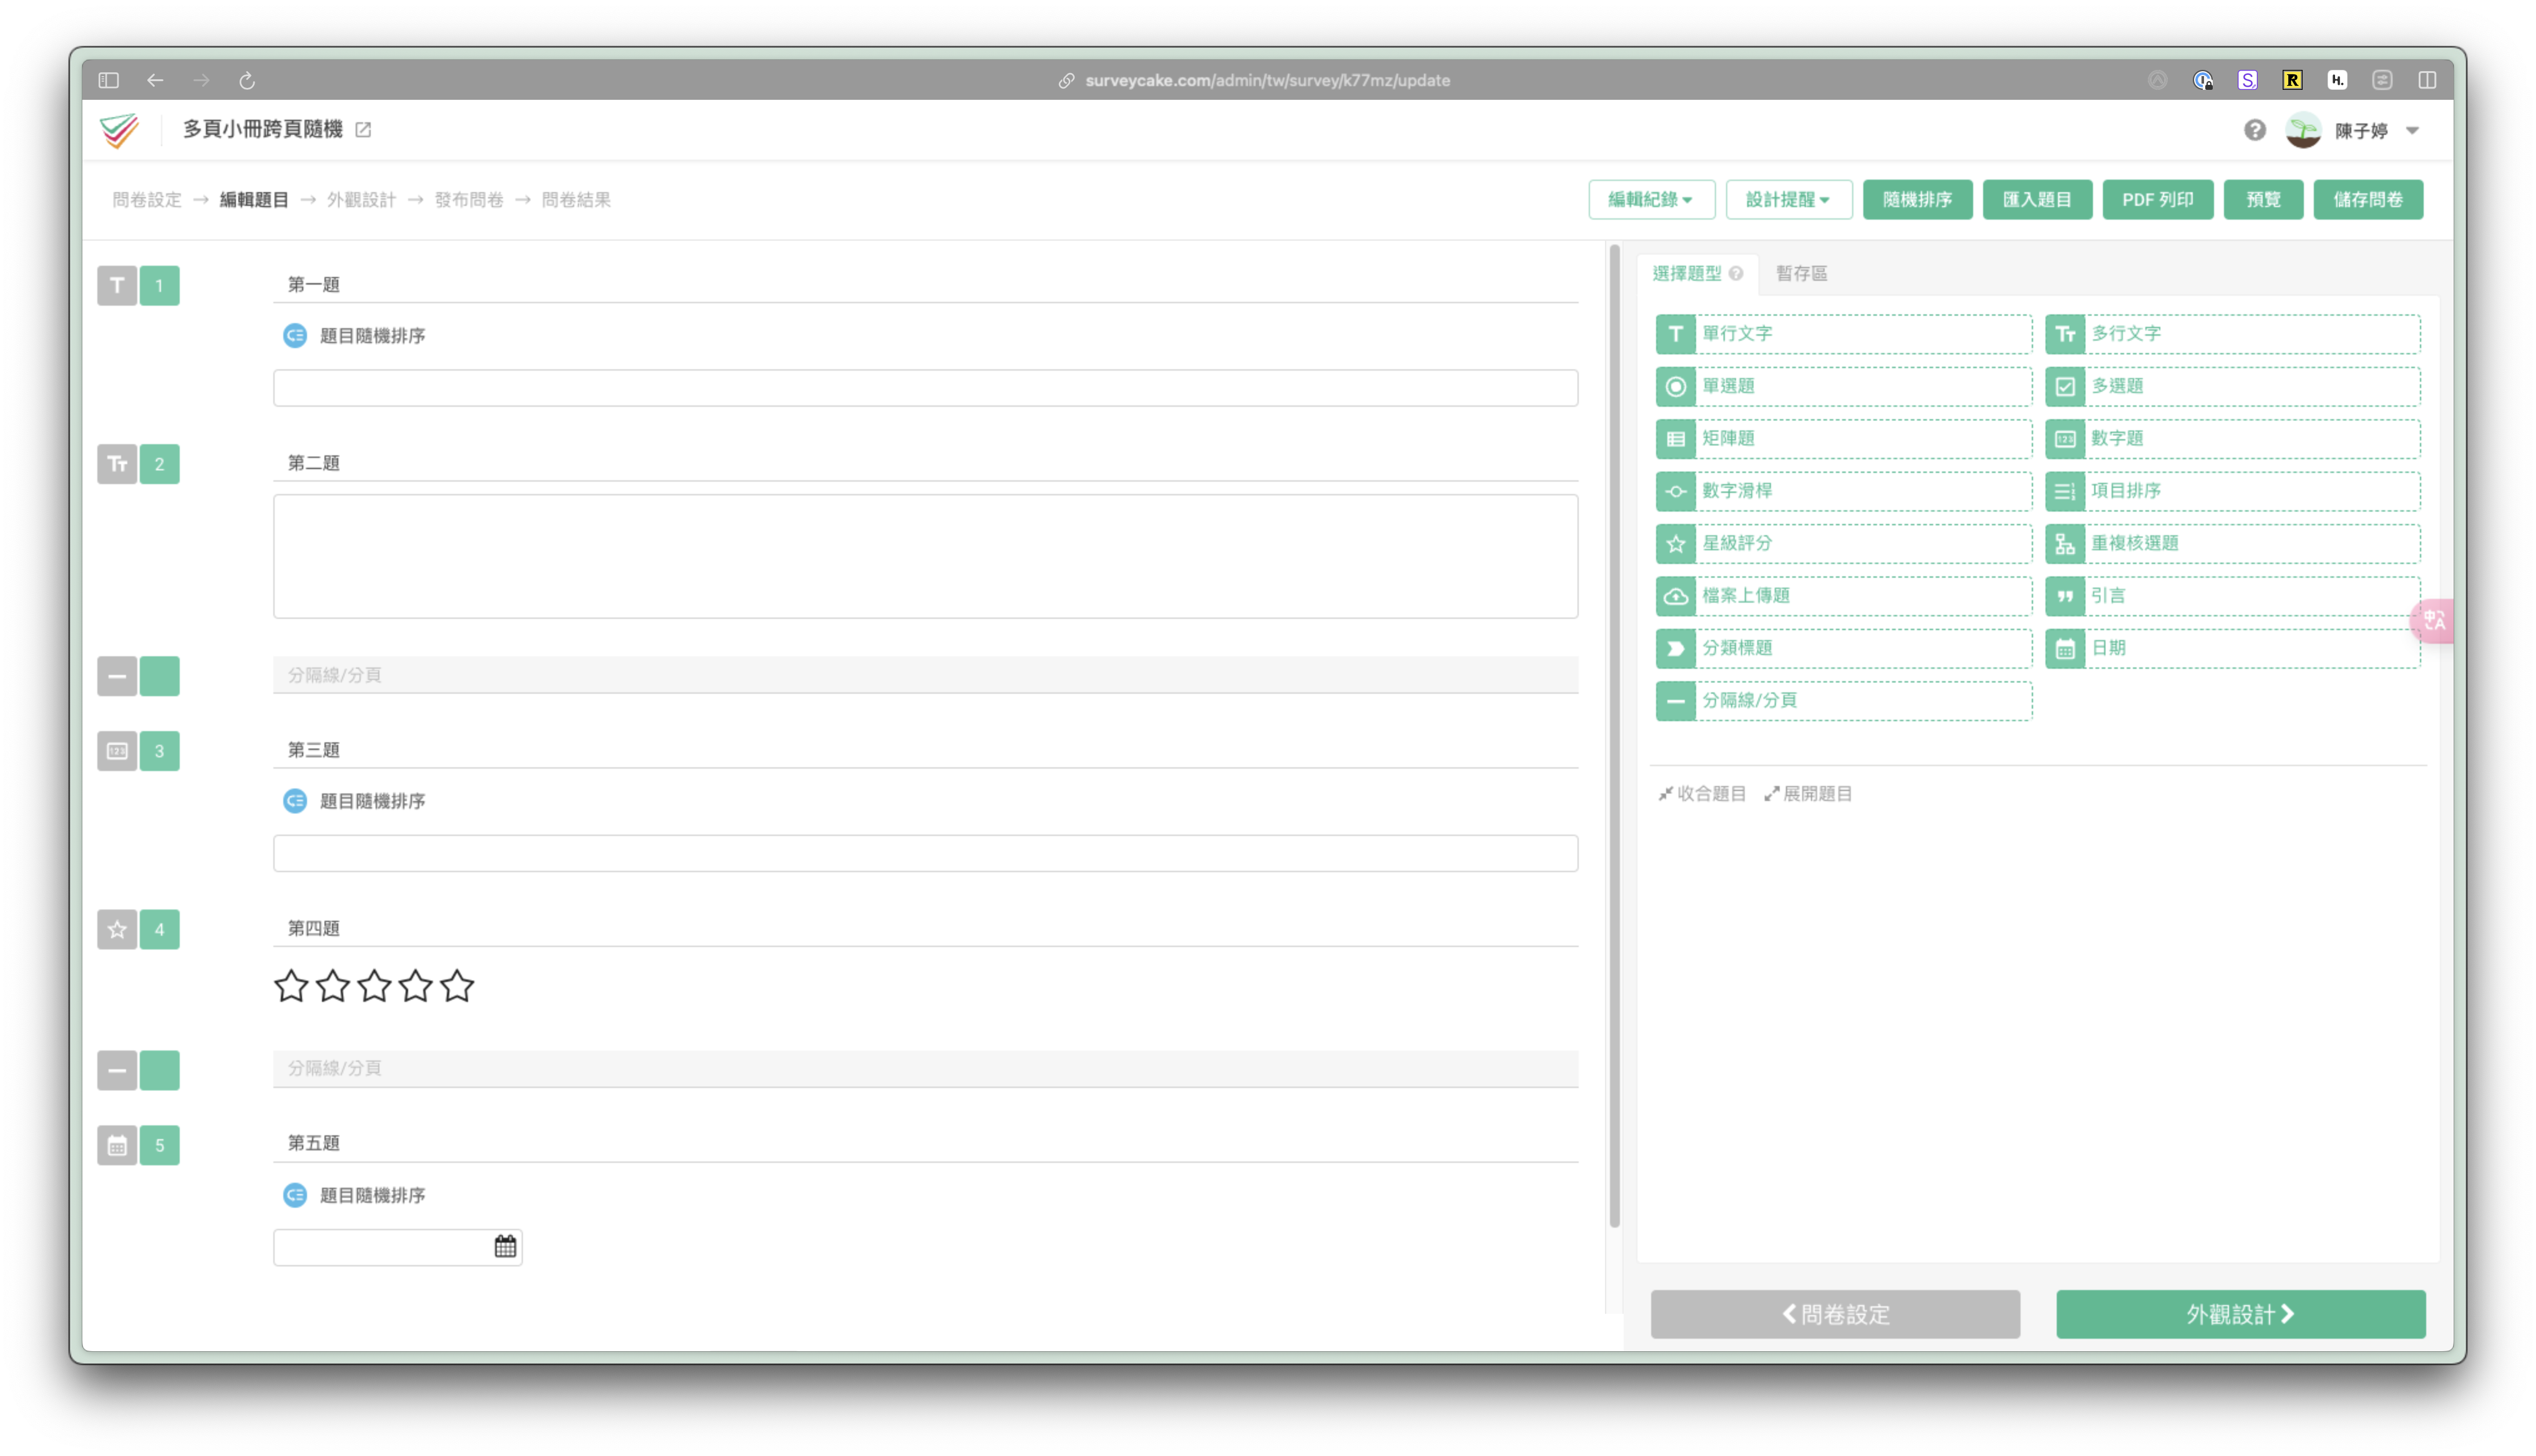 surveycake.com/admin/tw/survey/k77mz/update
多頁小冊跨頁隨機
陳子婷
問卷設定 → 編輯題目 → 外觀設計 → 發布問卷 → 問卷結果
編輯紀錄 設計提醒 隨機排序 匯入題目 PDF 列印 預覽 儲存問卷
1 第一題
題目隨機排序
2 第二題
分隔線/分頁
3 第三題
題目隨機排序
4 第四題
分隔線/分頁
5 第五題
題目隨機排序
選擇題型 暫存區
單行文字 多行文字
單選題 多選題
矩陣題 數字題
數字滑桿 項目排序
星級評分 重複核選題
檔案上傳題 引言
分類標題 日期
分隔線/分頁
收合題目 展開題目
問卷設定 外觀設計